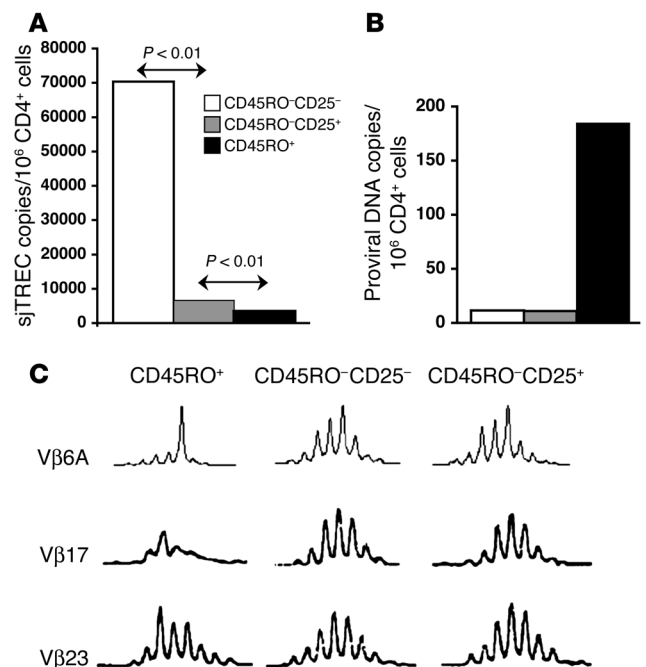 A
sjTREC copies/10⁶ CD4⁺ cells
80000
70000
60000
50000
40000
30000
20000
10000
0
P < 0.01
CD45RO⁻CD25⁻
CD45RO⁻CD25⁺
CD45RO⁺
P < 0.01
B
Proviral DNA copies/
10⁶ CD4⁺ cells
200
150
100
50
0
C
CD45RO⁺ CD45RO⁻CD25⁻ CD45RO⁻CD25⁺
Vβ6A
Vβ17
Vβ23